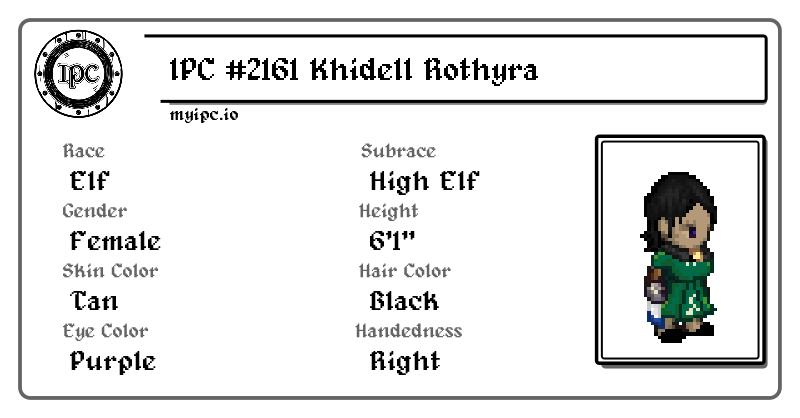 IPC
IPC #2161 Khidell Rothyra
myipc.io
Race
Elf
Subrace
High Elf
Gender
Female
Height
6'1"
Skin Color
Tan
Hair Color
Black
Eye Color
Purple
Handedness
Right